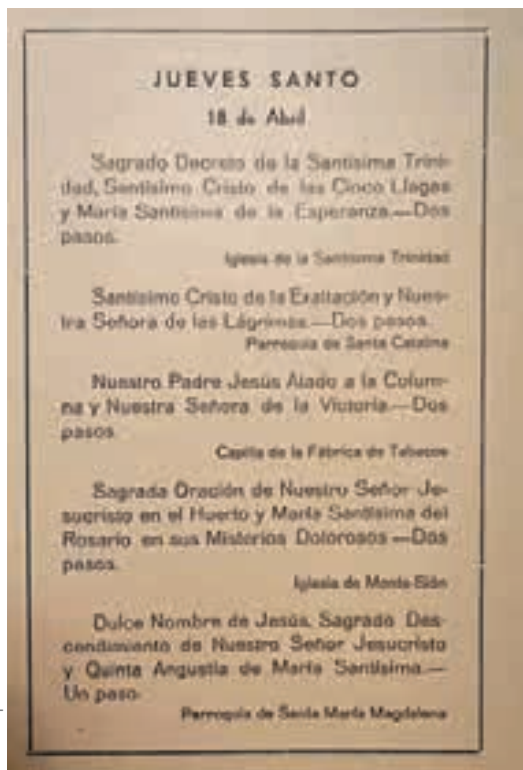 JUEVES SANTO
18 de Abril
Sagrado Decreto de la Santísima Trini-
dad, Santísimo Cristo de las Cinco Llagas
y María Santísima de la Esperanza.—Dos
pasos.
Iglesia de la Santísima Trinidad
Santísimo Cristo de la Exaltación y Nues-
tra Señora de las Lágrimas.—Dos pasos.
Parroquia de Santa Catalina
Nuestro Padre Jesús Atado a la Colum-
na y Nuestra Señora de la Victoria.—Dos
pasos
Capilla de la Fábrica de Tabacos
Sagrada Oración de Nuestro Señor Je-
sucristo en el Huerto y María Santísima del
Rosario en sus Misterios Dolorosos —Dos
pasos.
Iglesia de Monte-Sión
Dulce Nombre de Jesús, Sagrado Des-
cendimiento de Nuestro Señor Jesucristo
y Quinta Angustia de María Santísima.—
Un paso.
Parroquia de Santa María Magdalena